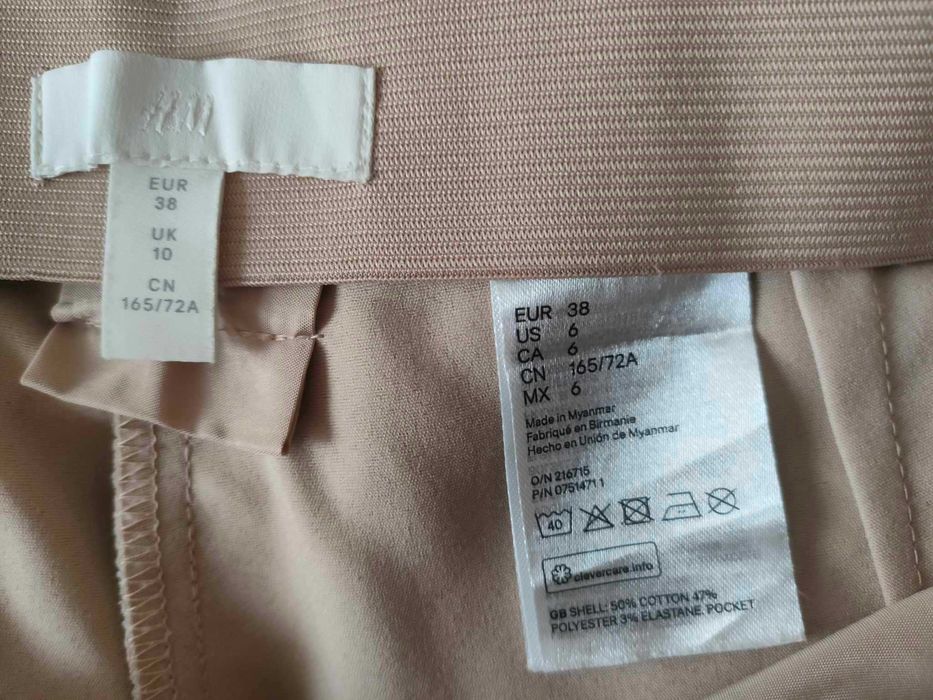 H&M
EUR
38
UK
10
CN
165/72A
EUR 38
US 6
CA 6
CN 165/72A
MX 6
Made in Myanmar
Fabriqué en Birmanie
Hecho en Unión de Myanmar
O/N 216715
P/N 0751471 1
40
clevercare.info
GB SHELL: 50% COTTON 47%
POLYESTER 3% ELASTANE. POCKET